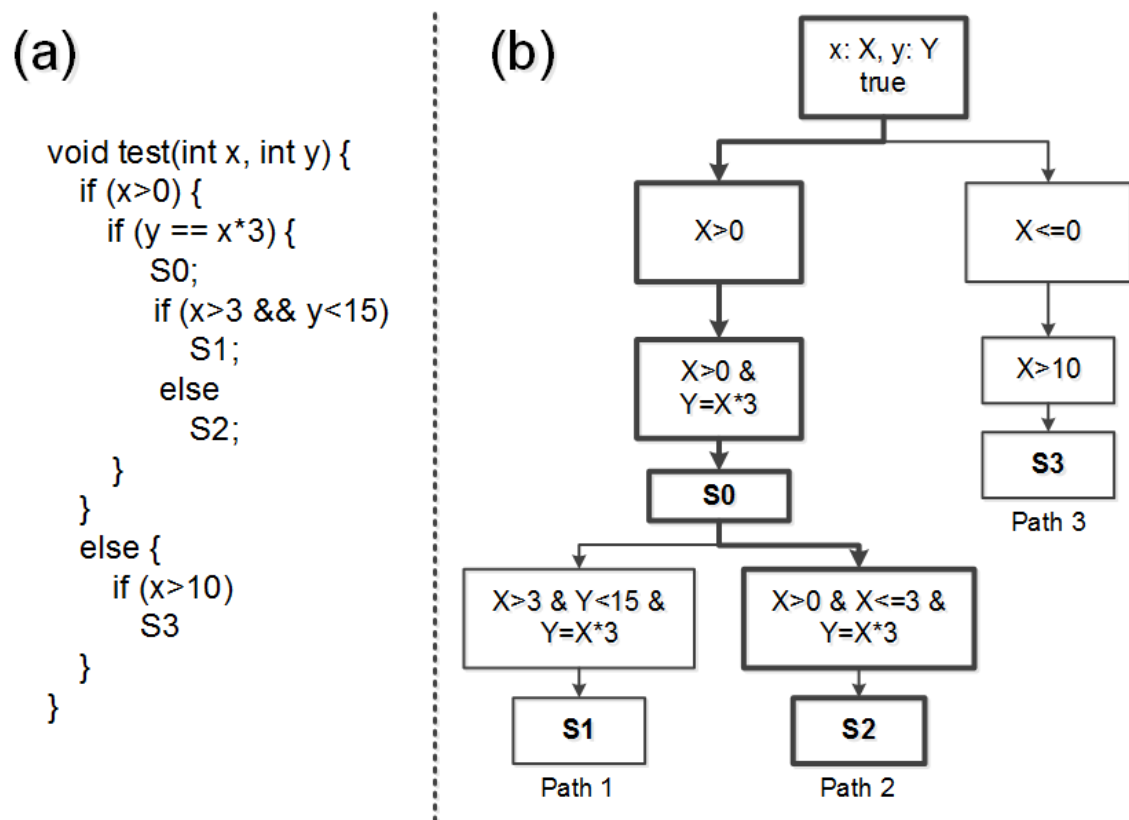 (a)
void test(int x, int y) {
if (x>0) {
if (y == x*3) {
S0;
if (x>3 && y<15)
S1;
else
S2;
}
}
else {
if (x>10)
S3
}
}
(b)
x: X, y: Y
true
X>0
X<=0
X>0 &
Y=X*3
X>10
S0
S3
Path 3
X>3 & Y<15 &
Y=X*3
X>0 & X<=3 &
Y=X*3
S1
S2
Path 1
Path 2